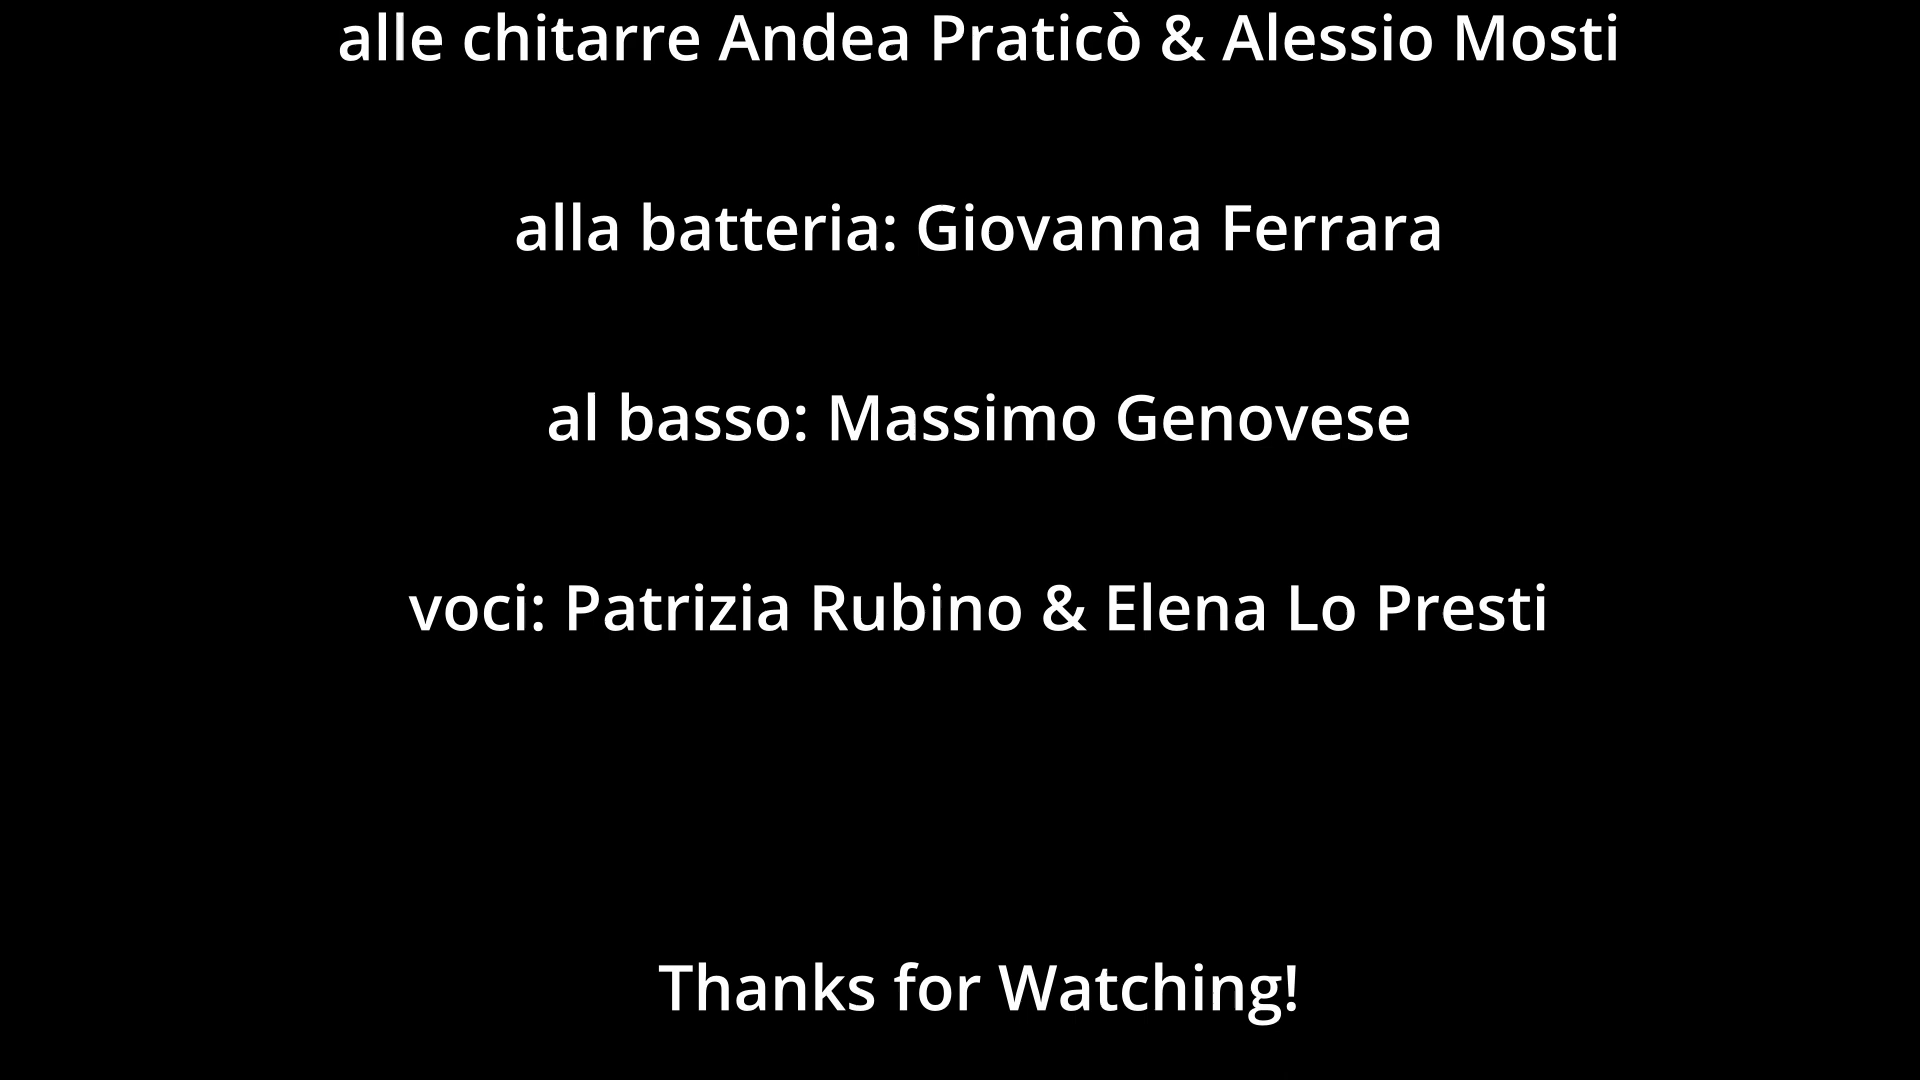 alle chitarre Andea Praticò & Alessio Mosti
alla batteria: Giovanna Ferrara
al basso: Massimo Genovese
voci: Patrizia Rubino & Elena Lo Presti
Thanks for Watching!